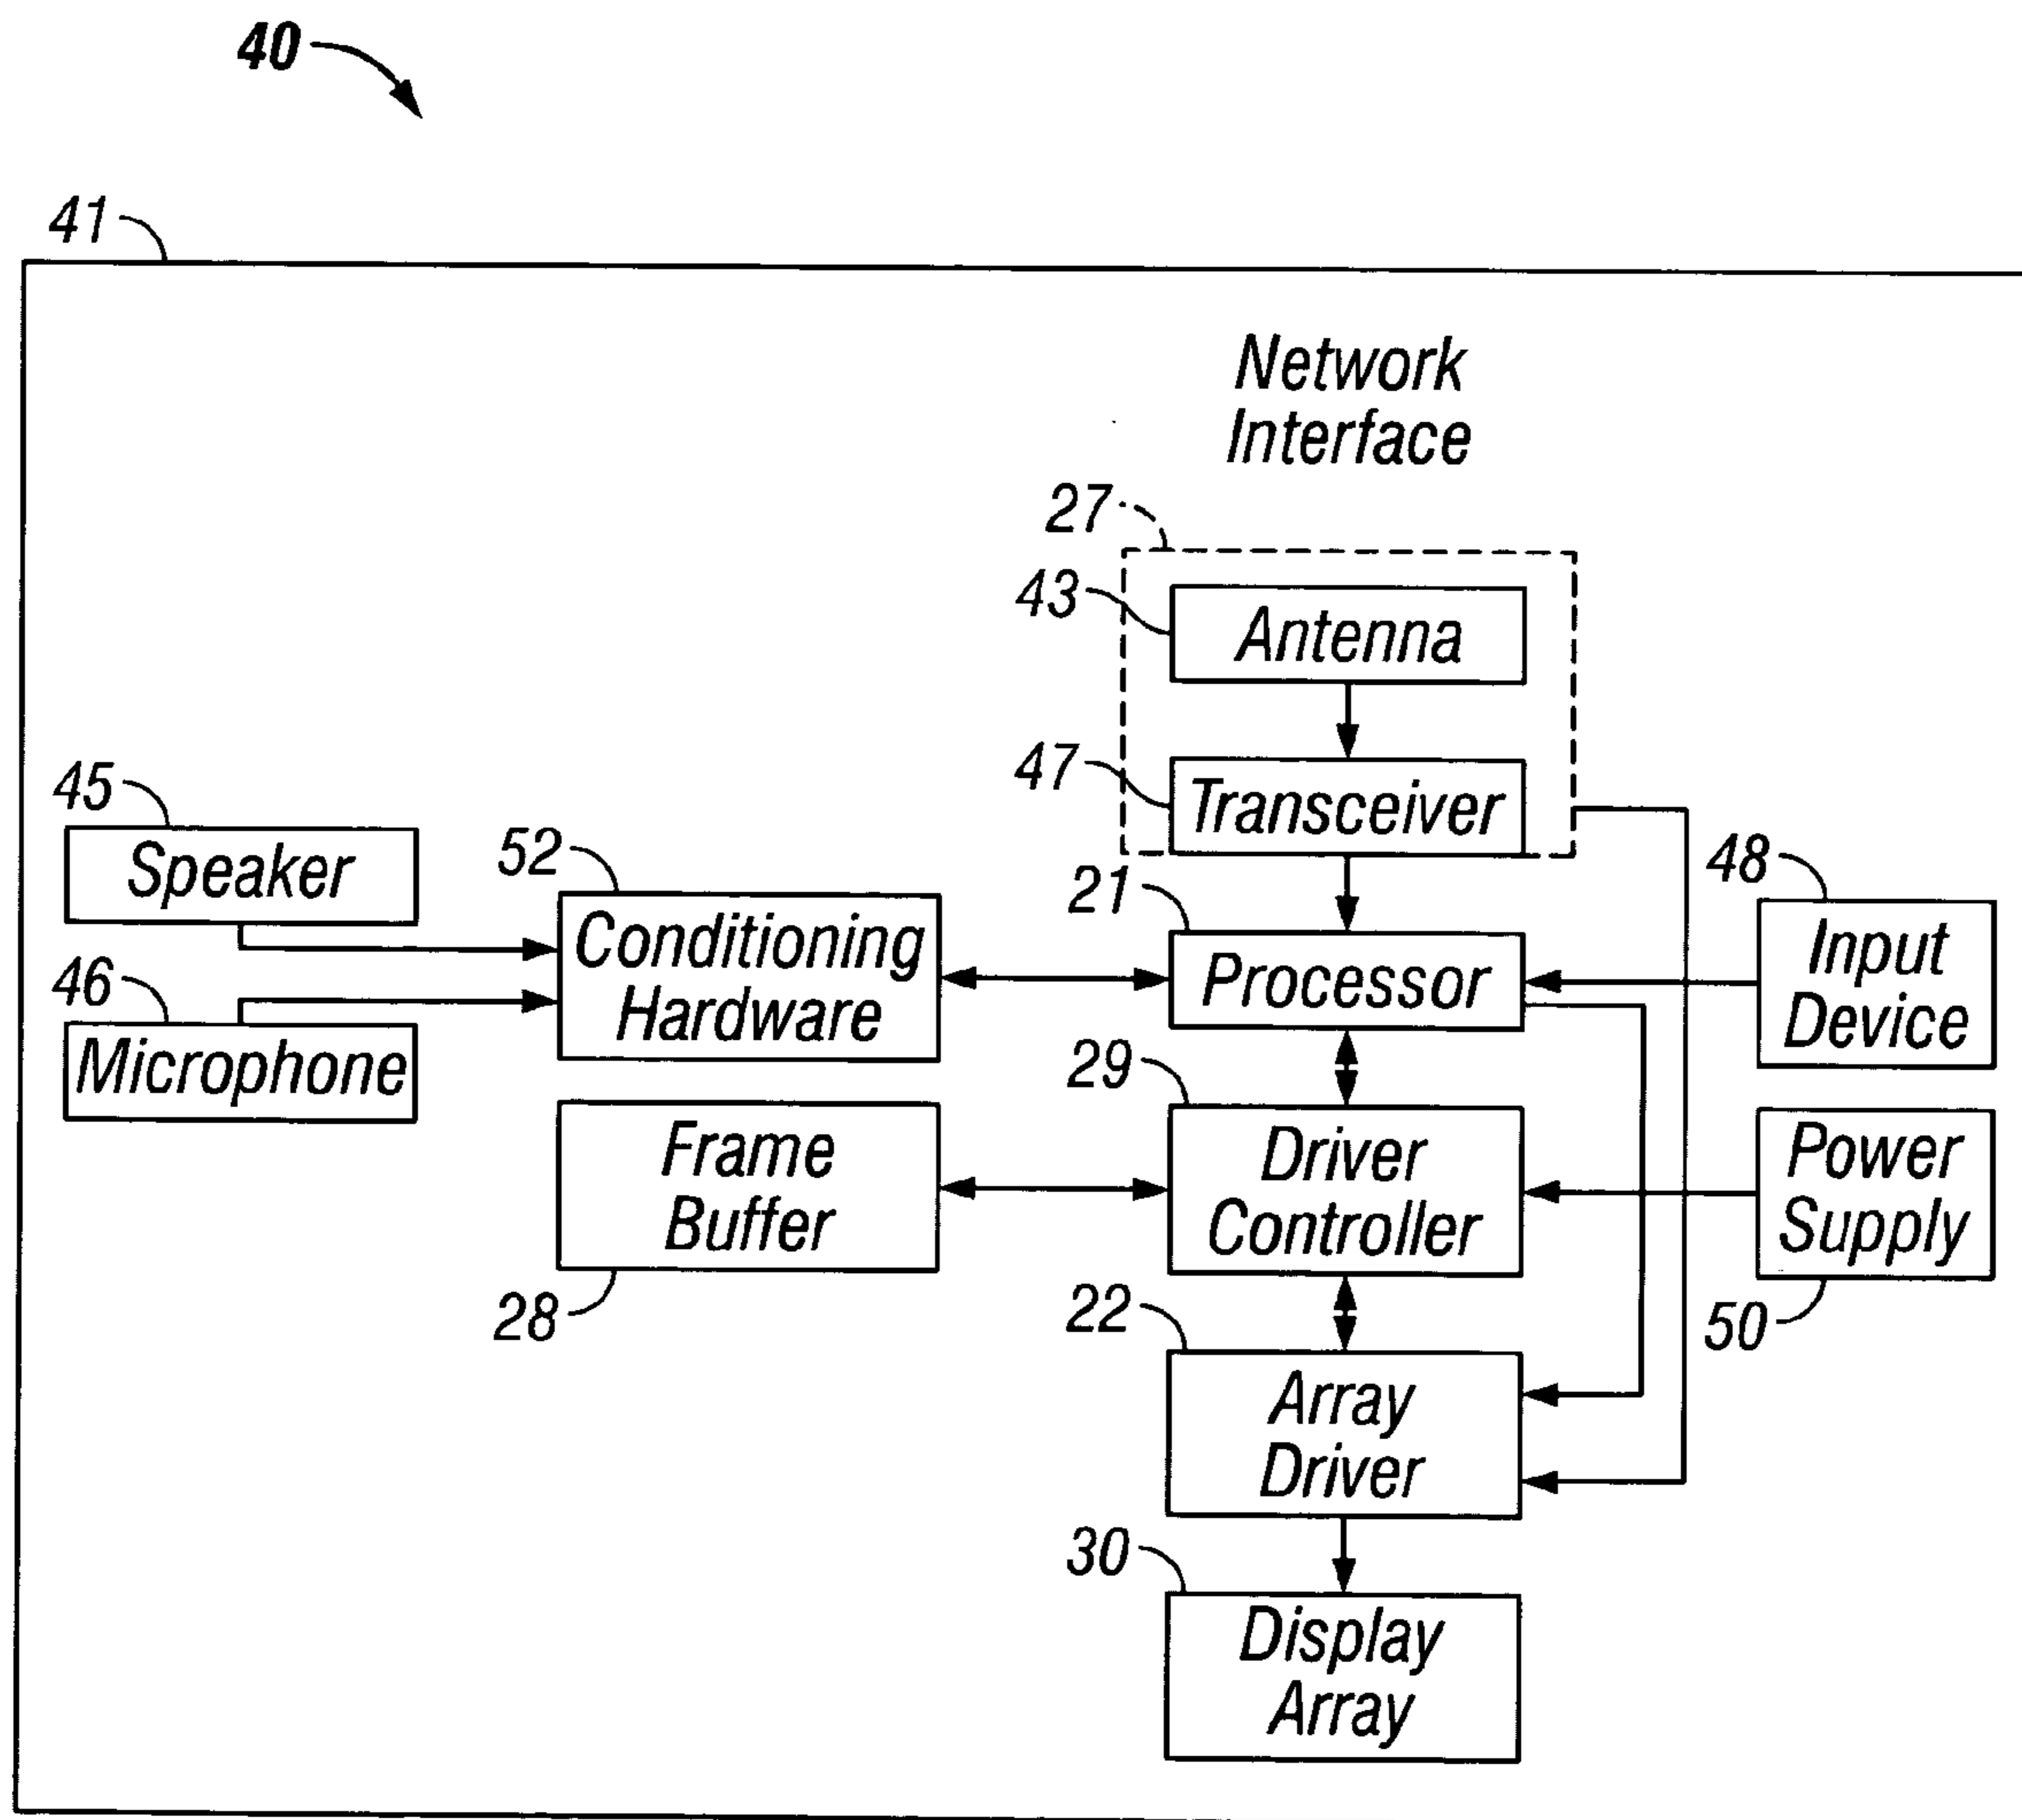 40
41
Network
Interface
27
43
Antenna
47
Transceiver
45
Speaker
52
Conditioning
Hardware
21
Processor
48
Input
Device
46
Microphone
29
Driver
Controller
Frame
Buffer
28
Power
Supply
50
22
Array
Driver
30
Display
Array